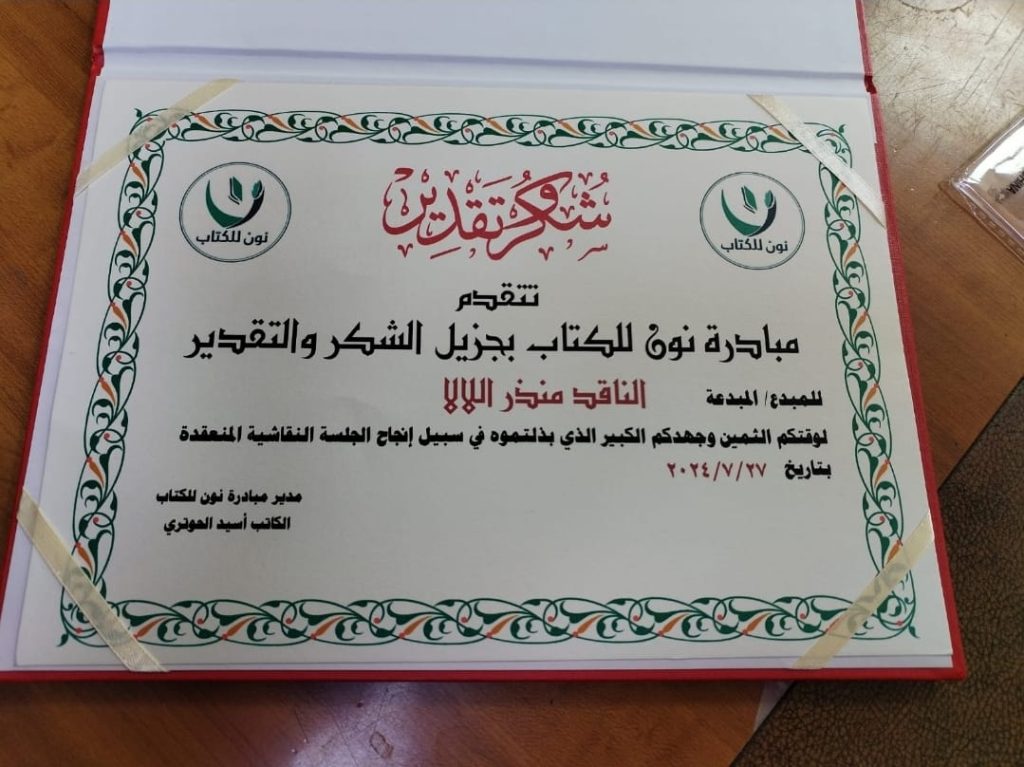 شكر وتقدير
نون للكتاب
نون للكتاب
تتقدم
مبادرة نون للكتاب بجزيل الشكر والتقدير
للمبدع/ المبدعة الناقد منذر اللالا
لوقتكم الثمين وجهدكم الكبير الذي بذلتموه في سبيل إنجاح الجلسة النقاشية المنعقدة
بتاريخ ٢٠٢٤/٧/٢٧
مدير مبادرة نون للكتاب
الكاتب أسيد الحوتري